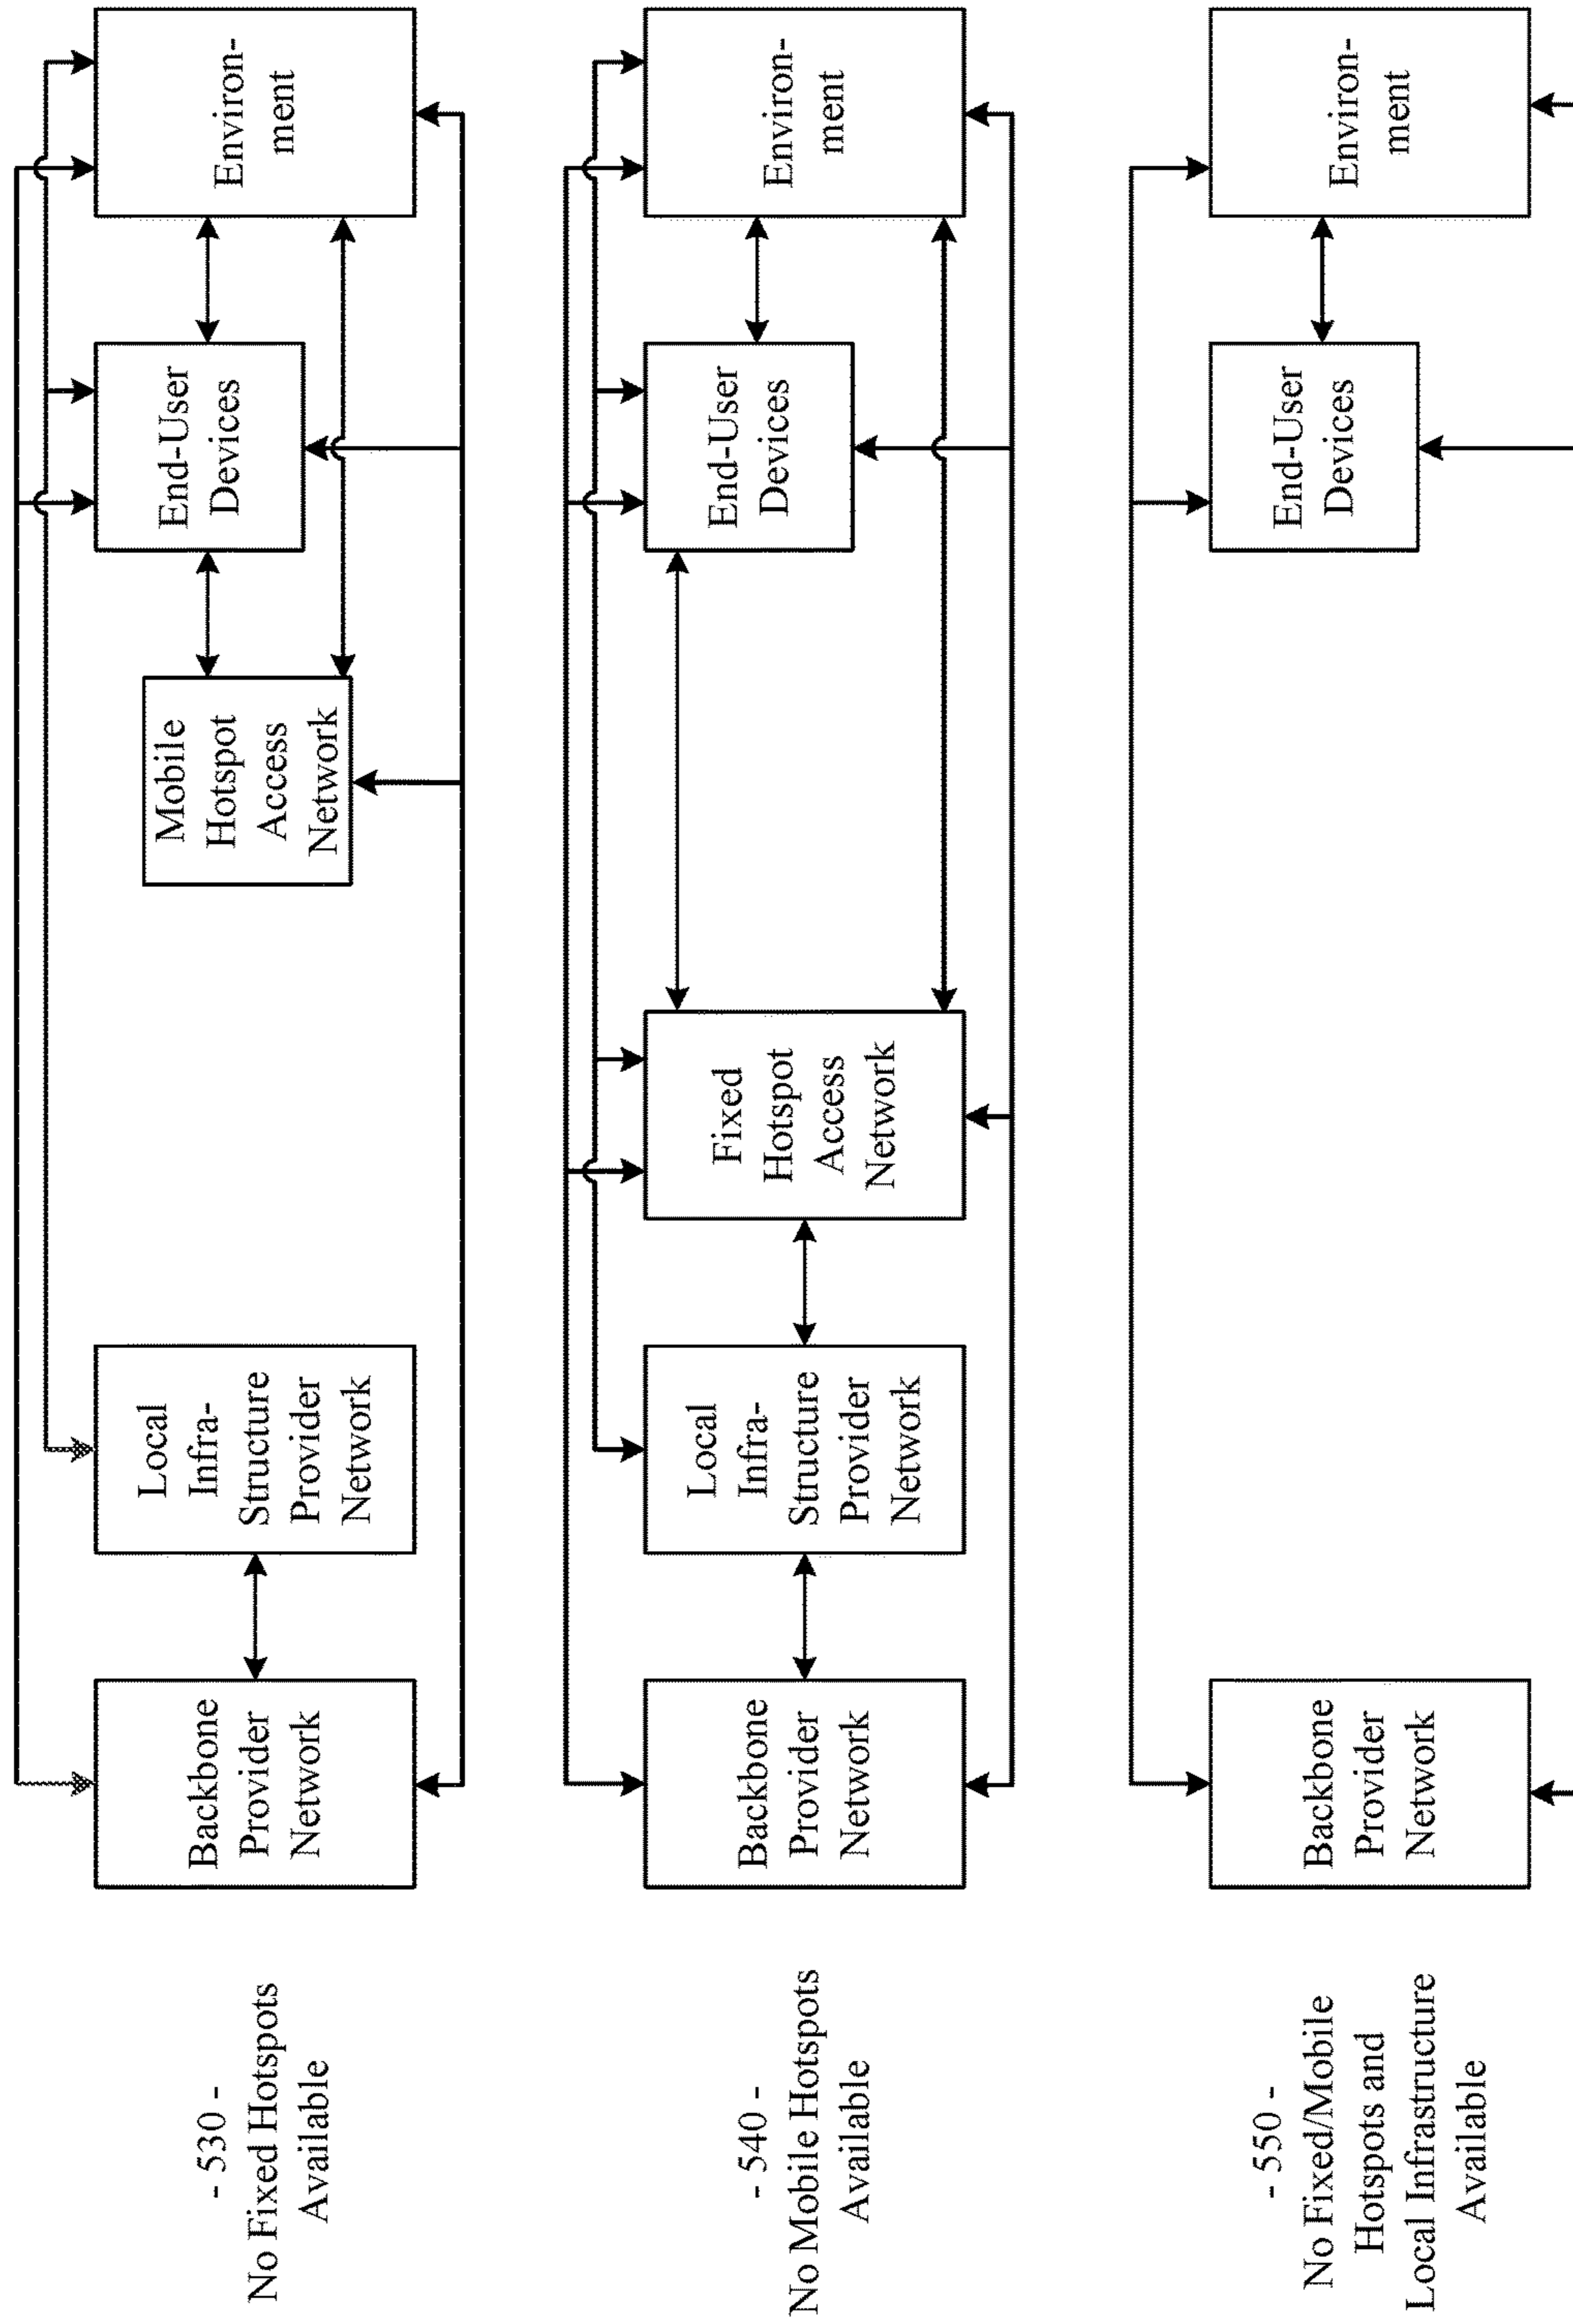 - 530 -
No Fixed Hotspots
Available
Backbone
Provider
Network
Local
Infra-
Structure
Provider
Network
Mobile
Hotspot
Access
Network
End-User
Devices
Environ-
ment
- 540 -
No Mobile Hotspots
Available
Backbone
Provider
Network
Local
Infra-
Structure
Provider
Network
Fixed
Hotspot
Access
Network
End-User
Devices
Environ-
ment
- 550 -
No Fixed/Mobile
Hotspots and
Local Infrastructure
Available
Backbone
Provider
Network
End-User
Devices
Environ-
ment